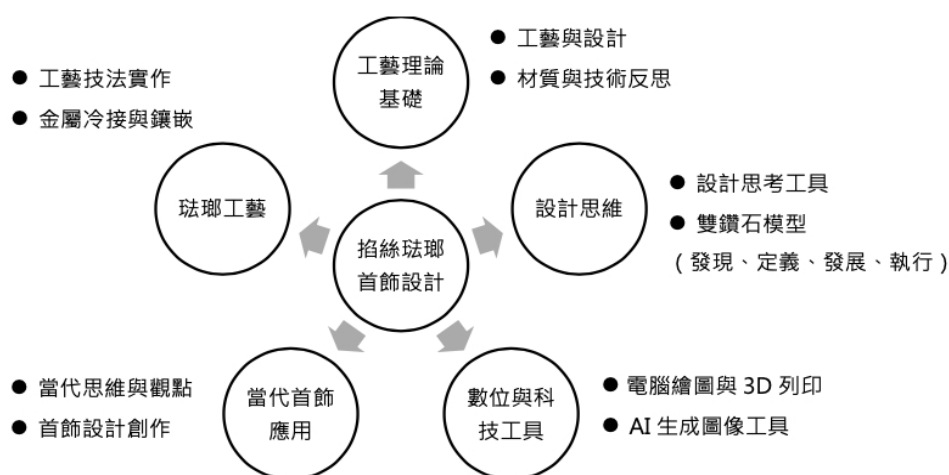 工藝理論
基礎
● 工藝與設計
● 材質與技術反思
● 工藝技法實作
● 金屬冷接與鑲嵌
琺瑯工藝
設計思維
● 設計思考工具
● 雙鑽石模型
(發現、定義、發展、執行)
掐絲琺瑯
首飾設計
● 當代思維與觀點
● 首飾設計創作
當代首飾
應用
數位與科
技工具
● 電腦繪圖與 3D 列印
● AI 生成圖像工具